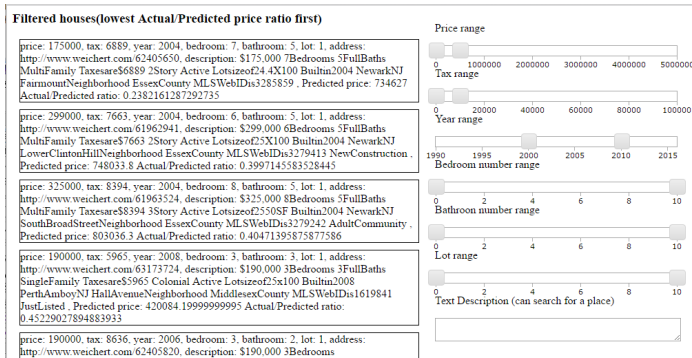 Filtered houses(lowest Actual/Predicted price ratio first)
price: 175000, tax: 6889, year: 2004, bedroom: 7, bathroom: 5, lot: 1, address:
http://www.weichert.com/62405650, description: $175,000 7Bedrooms 5FullBaths
MultiFamily Taxesare$6889 2Story Active Lotsizeof24.4X100 Builtin2004 NewarkNJ
FairmountNeighborhood EssexCounty MLSWebIDis3285859 , Predicted price: 734627
Actual/Predicted ratio: 0.2382161287292735
price: 299000, tax: 7663, year: 2004, bedroom: 6, bathroom: 5, lot: 1, address:
http://www.weichert.com/61962941, description: $299,000 6Bedrooms 5FullBaths
MultiFamily Taxesare$7663 2Story Active Lotsizeof25X100 Builtin2004 NewarkNJ
LowerClintonHillNeighborhood EssexCounty MLSWebIDis3279413 NewConstruction ,
Predicted price: 748033.8 Actual/Predicted ratio: 0.3997145583528445
price: 325000, tax: 8394, year: 2004, bedroom: 8, bathroom: 5, lot: 1, address:
http://www.weichert.com/61963524, description: $325,000 8Bedrooms 5FullBaths
MultiFamily Taxesare$8394 3Story Active Lotsizeof2550SF Builtin2004 NewarkNJ
SouthBroadStreetNeighborhood EssexCounty MLSWebIDis3279242 AdultCommunity ,
Predicted price: 803036.3 Actual/Predicted ratio: 0.40471395875877586
price: 190000, tax: 5965, year: 2008, bedroom: 3, bathroom: 3, lot: 1, address:
http://www.weichert.com/63173724, description: $190,000 3Bedrooms 3FullBaths
SingleFamily Taxesare$5965 Colonial Active Lotsizeof25x100 Builtin2008
PerthAmboyNJ HallAvenueNeighborhood MiddlesexCounty MLSWebIDis1619841
JustListed , Predicted price: 420084.19999999995 Actual/Predicted ratio:
0.45229027894883933
price: 190000, tax: 8636, year: 2006, bedroom: 3, bathroom: 2, lot: 1, address:
http://www.weichert.com/62405820, description: $190,000 3Bedrooms
Price range
0 1000000 2000000 3000000 4000000 5000000
Tax range
0 20000 40000 60000 80000 100000
Year range
1990 1995 2000 2005 2010 2015
Bedroom number range
0 2 4 6 8 10
Bathroon number range
0 2 4 6 8 10
Lot range
0 2 4 6 8 10
Text Description (can search for a place)